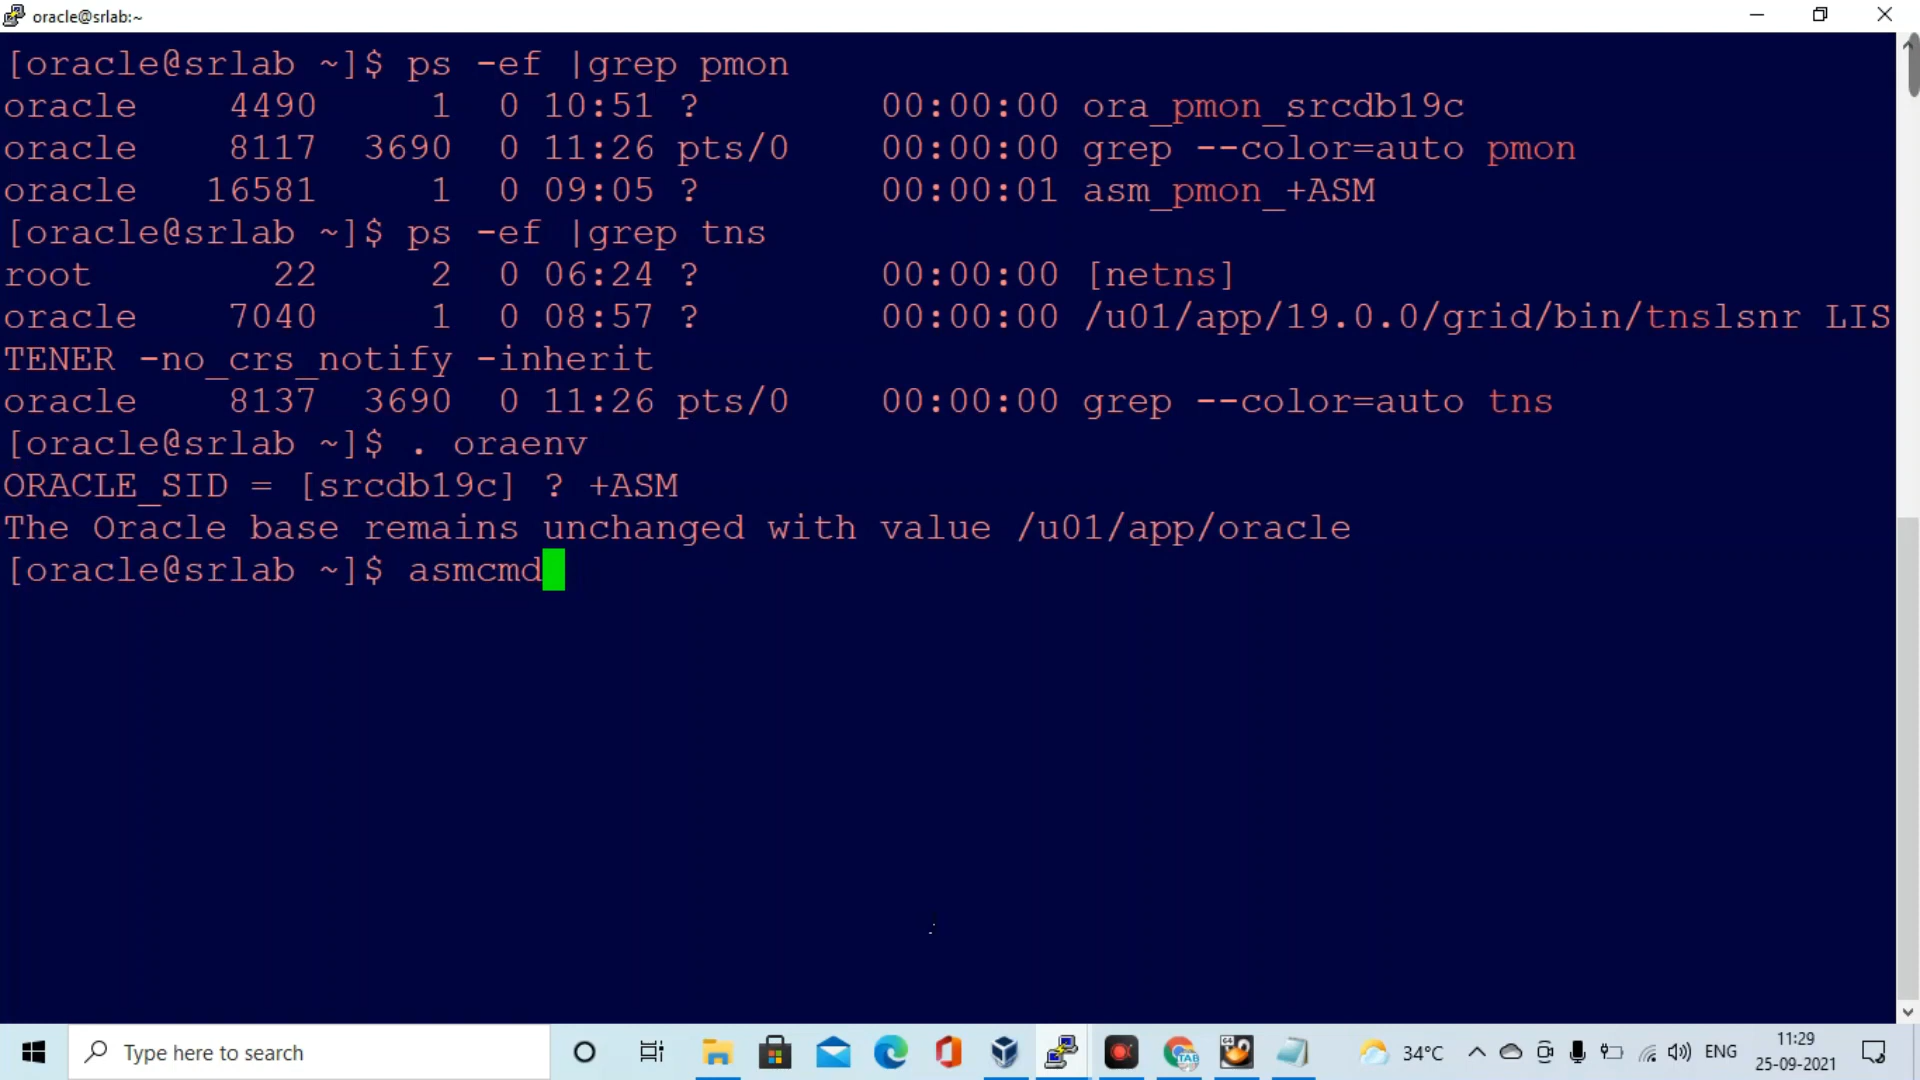 oracle@srlab:~
[oracle@srlab ~]$ ps -ef |grep pmon
oracle 4490 1 0 10:51 ? 00:00:00 ora_pmon_srcdb19c
oracle 8117 3690 0 11:26 pts/0 00:00:00 grep --color=auto pmon
oracle 16581 1 0 09:05 ? 00:00:01 asm_pmon_+ASM
[oracle@srlab ~]$ ps -ef |grep tns
root 22 2 0 06:24 ? 00:00:00 [netns]
oracle 7040 1 0 08:57 ? 00:00:00 /u01/app/19.0.0/grid/bin/tnslsnr LIS
TENER -no_crs_notify -inherit
oracle 8137 3690 0 11:26 pts/0 00:00:00 grep --color=auto tns
[oracle@srlab ~]$ . oraenv
ORACLE_SID = [srcdb19c] ? +ASM
The Oracle base remains unchanged with value /u01/app/oracle
[oracle@srlab ~]$ asmcmd
Type here to search
34°C
ENG
11:29
25-09-2021